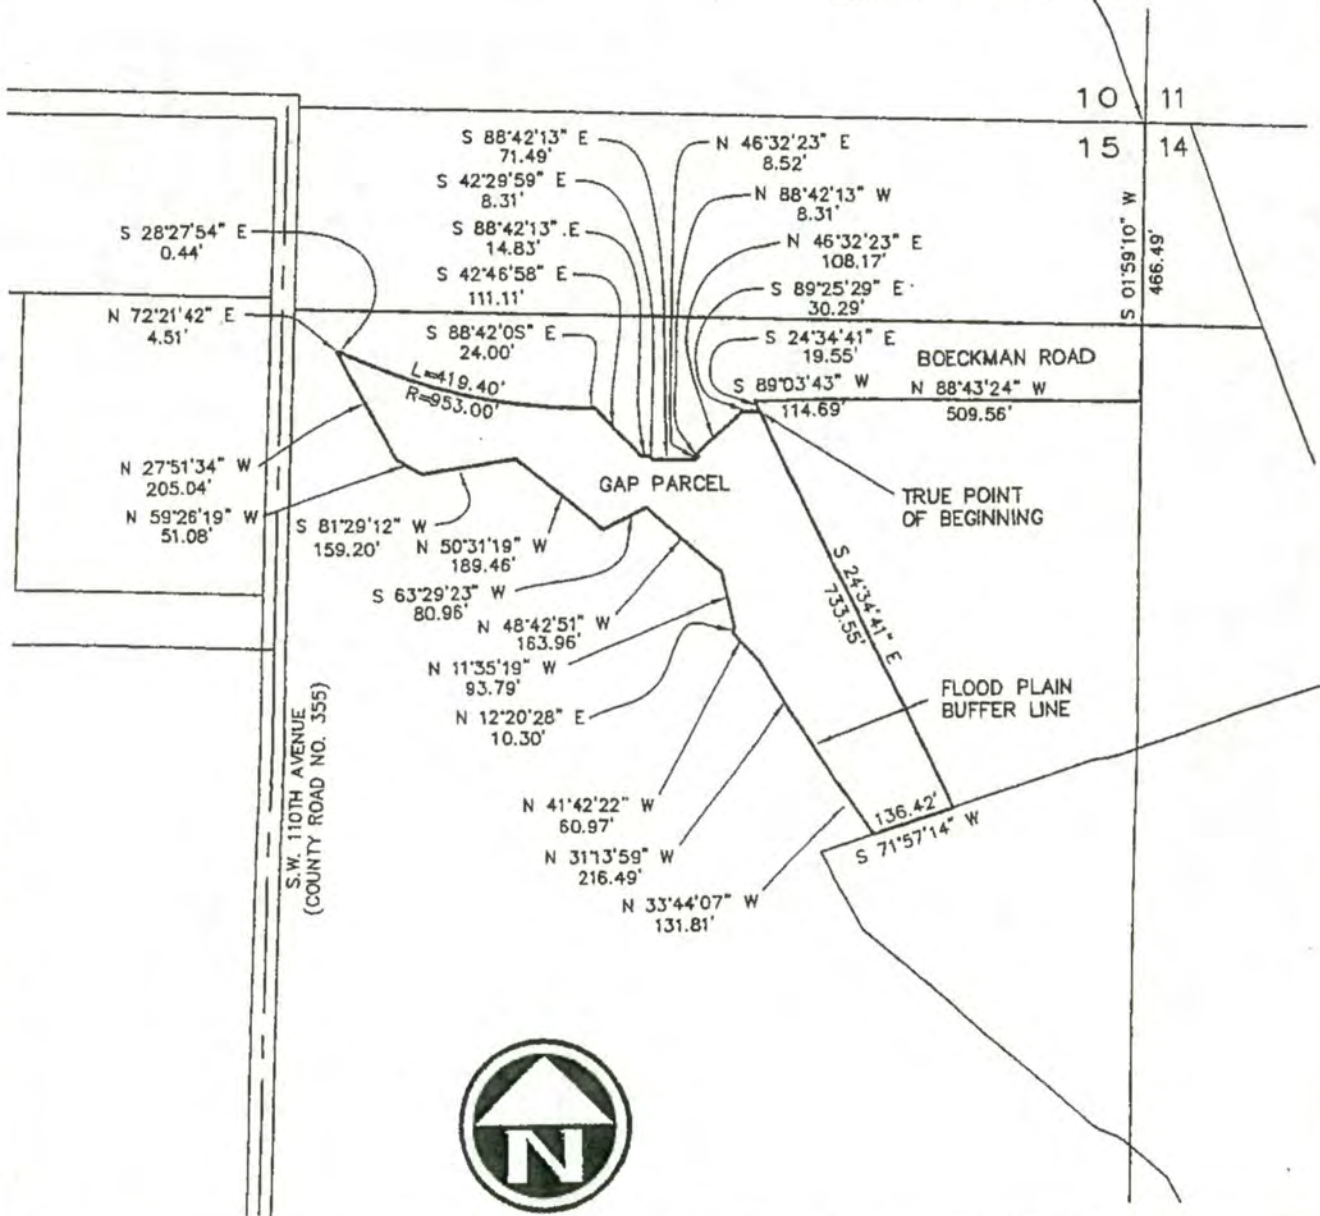 10 11
15 14
S 01°59'10" W
466.49'
S 88°42'13" E
71.49'
S 42°29'59" E
8.31'
S 88°42'13" E
14.83'
S 42°46'58" E
111.11'
S 88°42'0S" E
24.00'
N 46°32'23" E
8.52'
N 88°42'13" W
8.31'
N 46°32'23" E
108.17'
S 89°25'29" E
30.29'
S 24°34'41" E
19.55'
S 89°03'43" W
114.69'
BOECKMAN ROAD
N 88°43'24" W
509.56'
S 28°27'54" E
0.44'
N 72°21'42" E
4.51'
L=419.40'
R=953.00'
N 27°51'34" W
205.04'
N 59°26'19" W
51.08'
S 81°29'12" W
159.20'
N 50°31'19" W
189.46'
S 63°29'23" W
80.96'
N 48°42'51" W
163.96'
N 11°35'19" W
93.79'
N 12°20'28" E
10.30'
N 41°42'22" W
60.97'
N 31°13'59" W
216.49'
N 33°44'07" W
131.81'
GAP PARCEL
TRUE POINT
OF BEGINNING
S 24°34'41" E
733.55'
FLOOD PLAIN
BUFFER LINE
136.42'
S 71°57'14" W
S.W. 110TH AVENUE
(COUNTY ROAD NO. 355)
N